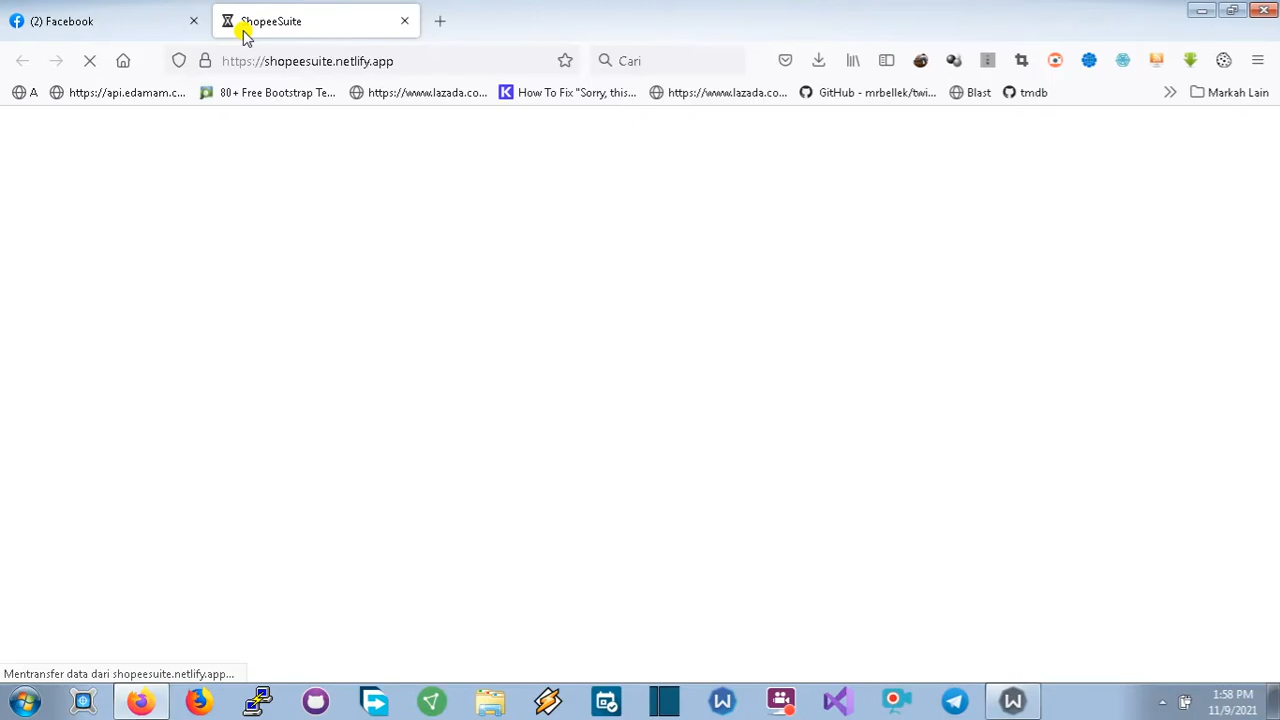 (2) Facebook
ShopeeSuite
https://shopeesuite.netlify.app
Cari
A
https://api.edamam.c...
80+ Free Bootstrap Te...
https://www.lazada.co...
How To Fix "Sorry, this...
https://www.lazada.co...
GitHub - mrbellek/twi...
Blast
tmdb
Markah Lain
Mentransfer data dari shopeesuite.netlify.app...
1:58 PM
11/9/2021